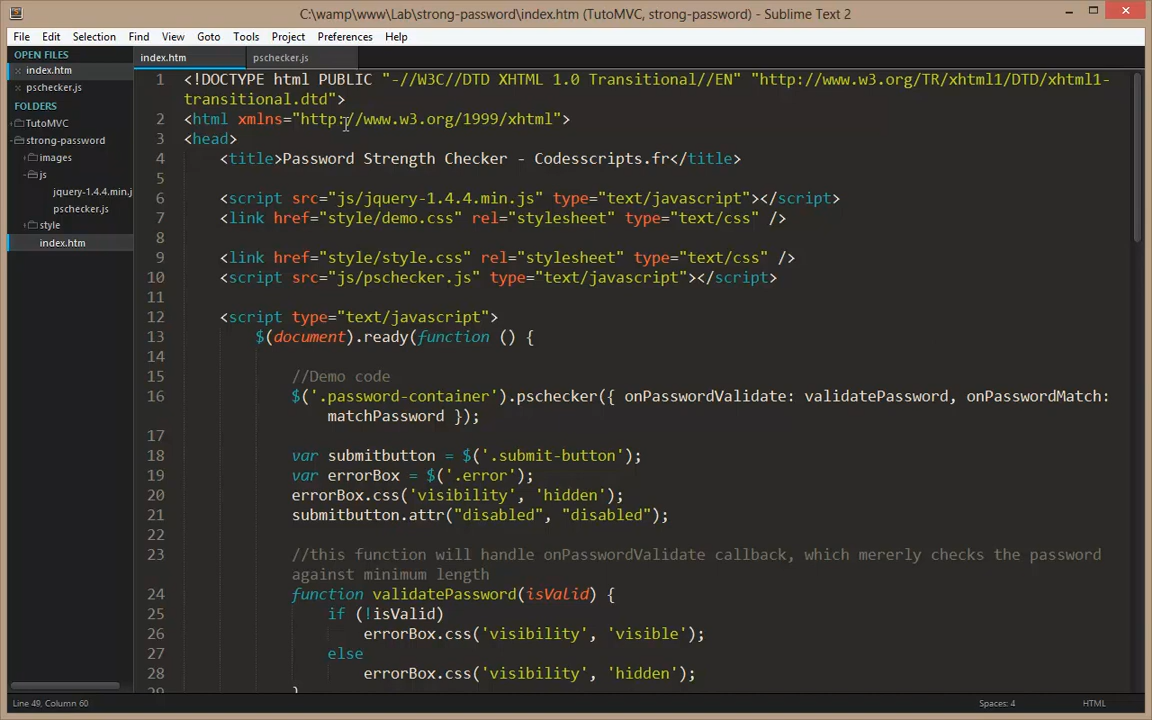 C:\wamp\www\Lab\strong-password\index.htm (TutoMVC, strong-password) - Sublime Text 2
File Edit Selection Find View Goto Tools Project Preferences Help
OPEN FILES
index.htm
pschecker.js
FOLDERS
TutoMVC
strong-password
images
js
jquery-1.4.4.min.j
pschecker.js
style
index.htm
index.htm pschecker.js
1 <!DOCTYPE html PUBLIC "-//W3C//DTD XHTML 1.0 Transitional//EN" "http://www.w3.org/TR/xhtml1/DTD/xhtml1-
transitional.dtd">
2 <html xmlns="http://www.w3.org/1999/xhtml">
3 <head>
4 <title>Password Strength Checker - Codesscripts.fr</title>
5
6 <script src="js/jquery-1.4.4.min.js" type="text/javascript"></script>
7 <link href="style/demo.css" rel="stylesheet" type="text/css" />
8
9 <link href="style/style.css" rel="stylesheet" type="text/css" />
10 <script src="js/pschecker.js" type="text/javascript"></script>
11
12 <script type="text/javascript">
13 $(document).ready(function () {
14
15 //Demo code
16 $('.password-container').pschecker({ onPasswordValidate: validatePassword, onPasswordMatch:
matchPassword });
17
18 var submitbutton = $('.submit-button');
19 var errorBox = $('.error');
20 errorBox.css('visibility', 'hidden');
21 submitbutton.attr("disabled", "disabled");
22
23 //this function will handle onPasswordValidate callback, which mererly checks the password
against minimum length
24 function validatePassword(isValid) {
25 if (!isValid)
26 errorBox.css('visibility', 'visible');
27 else
28 errorBox.css('visibility', 'hidden');
29 }
Line 49, Column 60 Spaces: 4 HTML